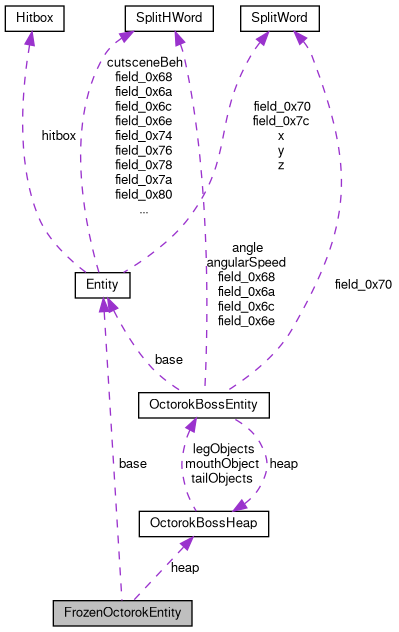 Hitbox
SplitHWord
SplitWord
cutsceneBeh
field_0x68
field_0x6a
field_0x6c
field_0x6e
field_0x74
field_0x76
field_0x78
field_0x7a
field_0x80
...
field_0x70
field_0x7c
x
y
z
hitbox
angle
angularSpeed
field_0x68
field_0x6a
field_0x6c
field_0x6e
Entity
field_0x70
base
OctorokBossEntity
legObjects
mouthObject
tailObjects
heap
base
OctorokBossHeap
heap
FrozenOctorokEntity